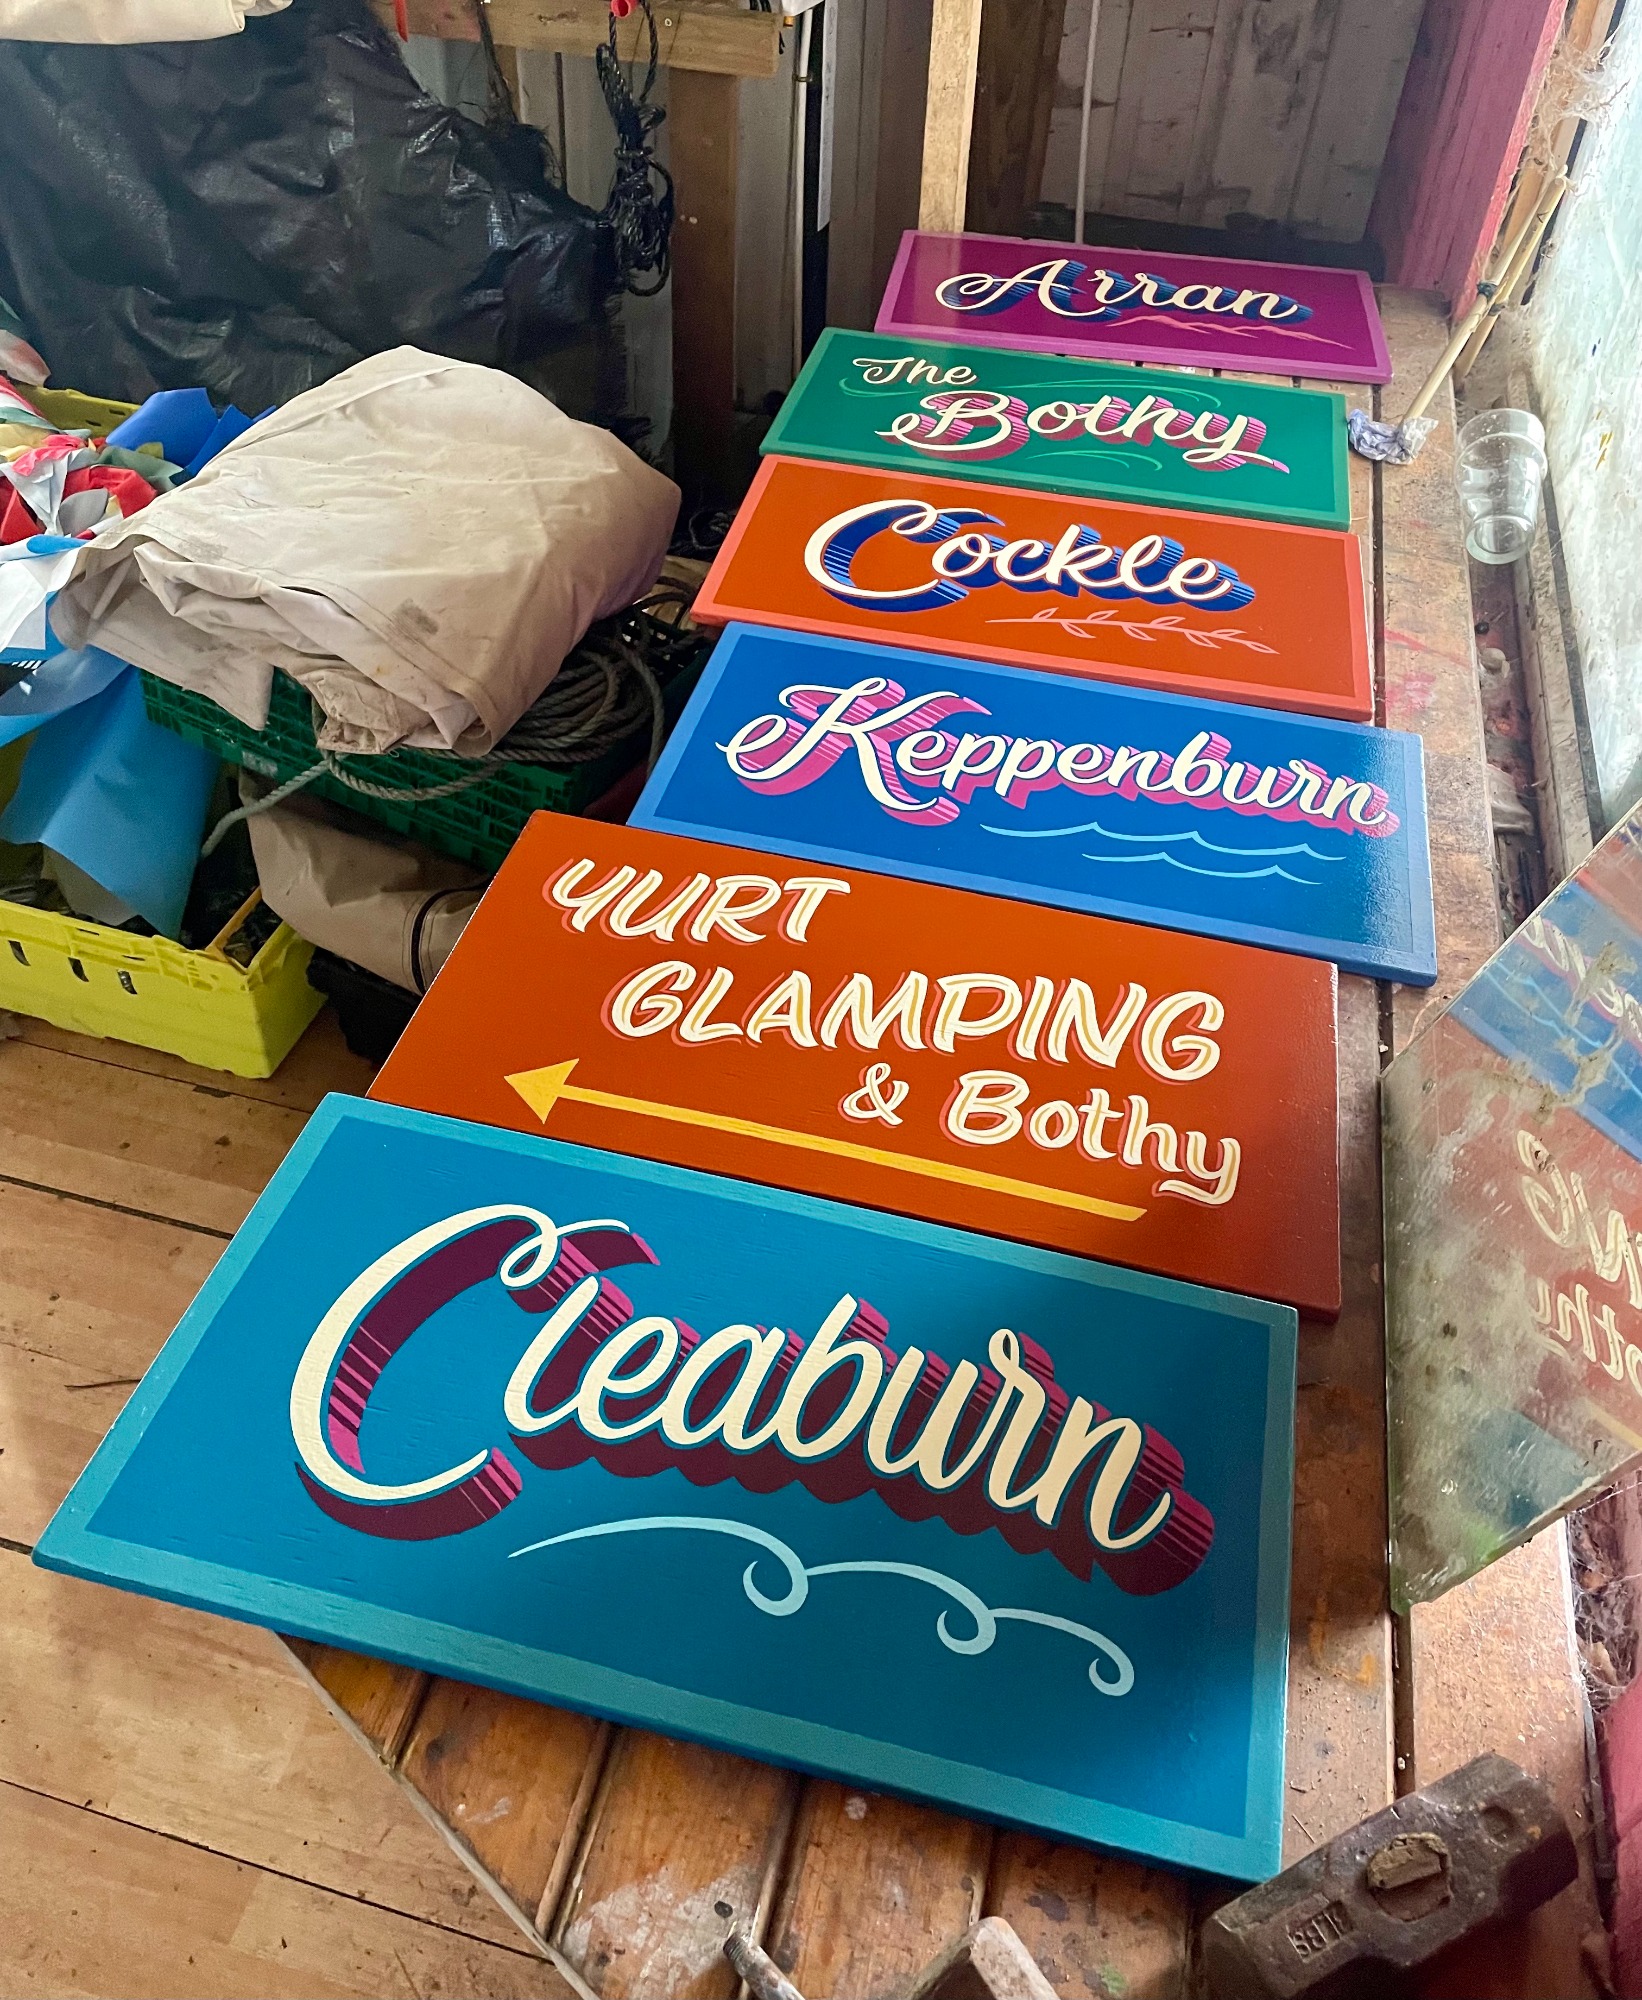 Arran
The
Bothy
Cockle
Keppenburn
YURT
GLAMPING
& Bothy
Cleaburn